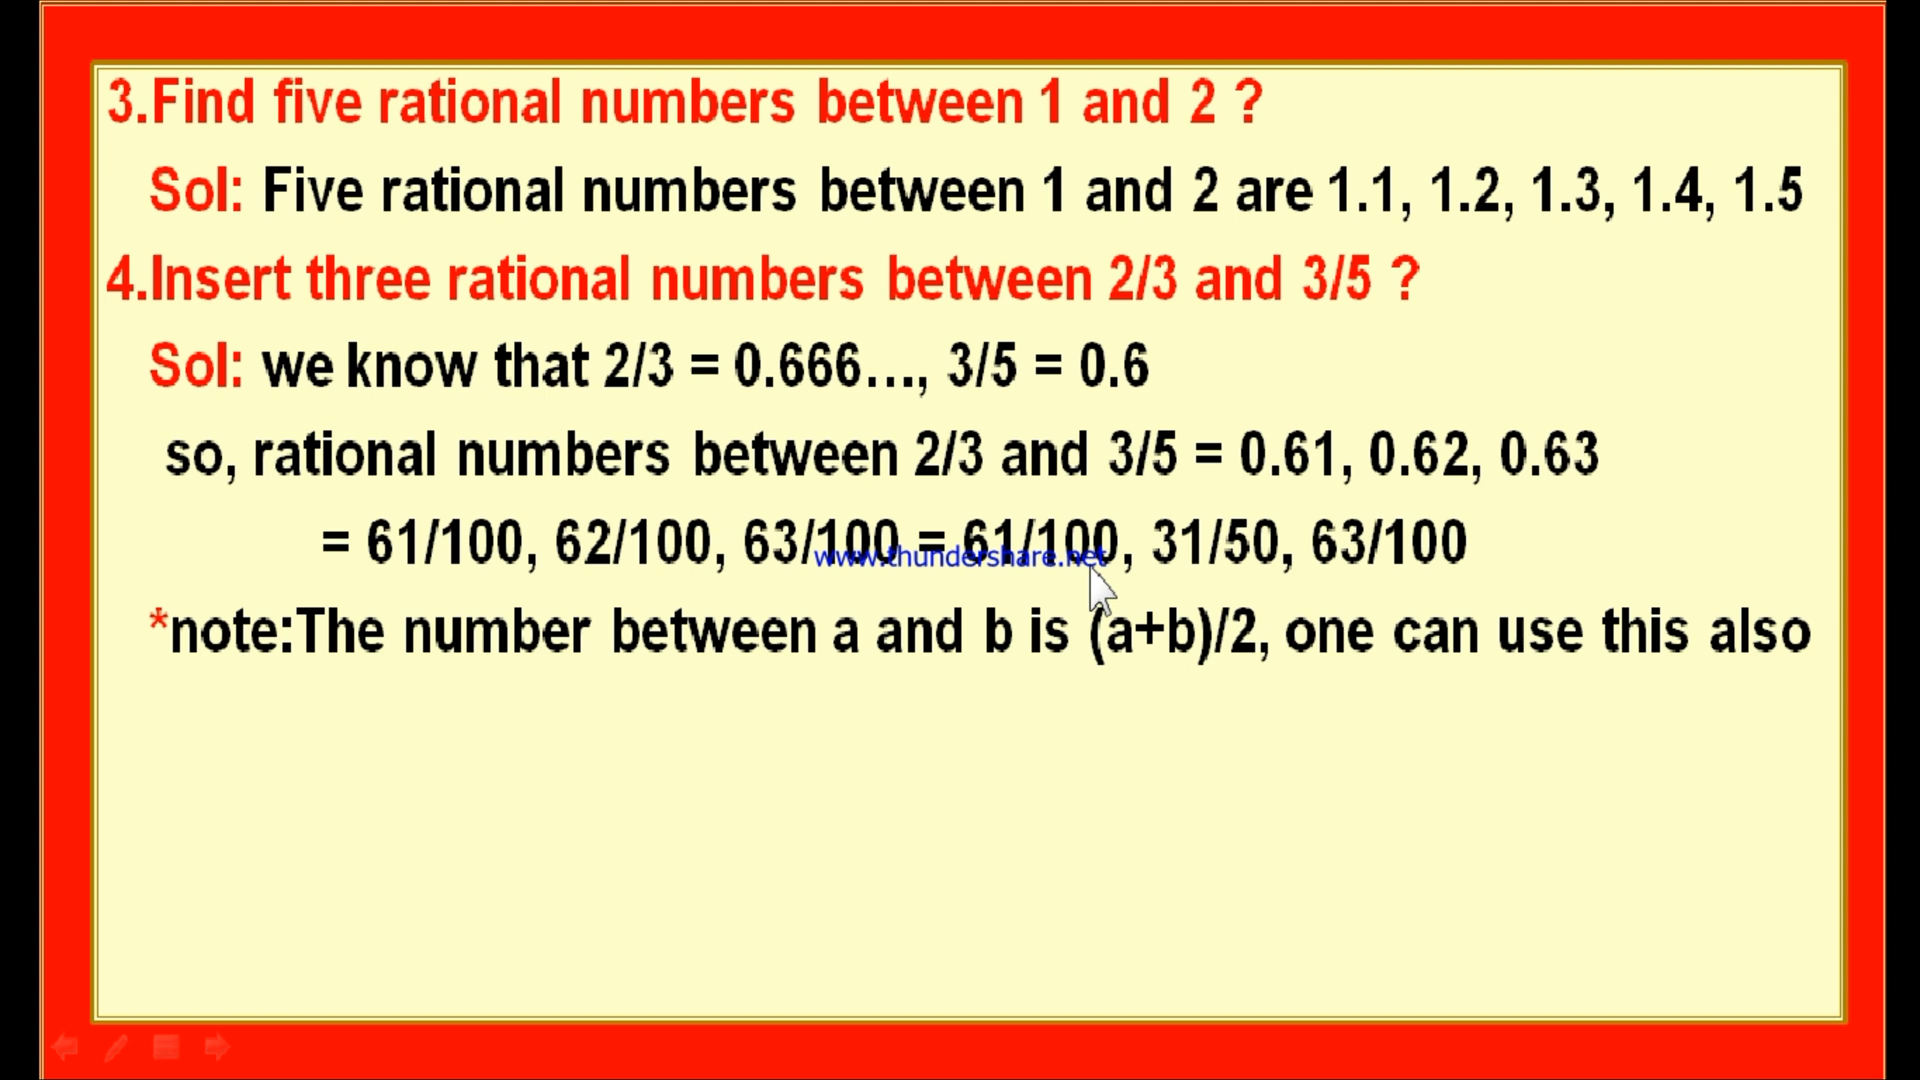 3.Find five rational numbers between 1 and 2 ?
Sol: Five rational numbers between 1 and 2 are 1.1, 1.2, 1.3, 1.4, 1.5
4.Insert three rational numbers between 2/3 and 3/5 ?
Sol: we know that 2/3 = 0.666..., 3/5 = 0.6
so, rational numbers between 2/3 and 3/5 = 0.61, 0.62, 0.63
= 61/100, 62/100, 63/100 = 61/100, 31/50, 63/100
www.thundershare.net
*note:The number between a and b is (a+b)/2, one can use this also